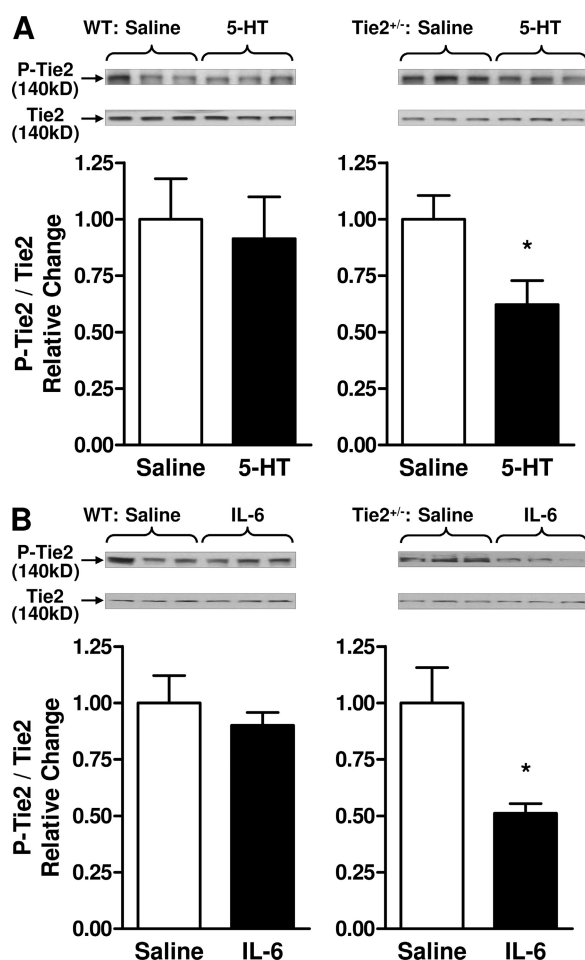 A
WT: Saline 5-HT Tie2+/-: Saline 5-HT
P-Tie2
(140kD)
Tie2
(140kD)
P-Tie2 / Tie2
Relative Change
1.25
1.00
0.75
0.50
0.25
0.00
Saline 5-HT
1.25
1.00
0.75
0.50
0.25
0.00
*
Saline 5-HT
B
WT: Saline IL-6 Tie2+/-: Saline IL-6
P-Tie2
(140kD)
Tie2
(140kD)
P-Tie2 / Tie2
Relative Change
1.25
1.00
0.75
0.50
0.25
0.00
Saline IL-6
1.25
1.00
0.75
0.50
0.25
0.00
*
Saline IL-6